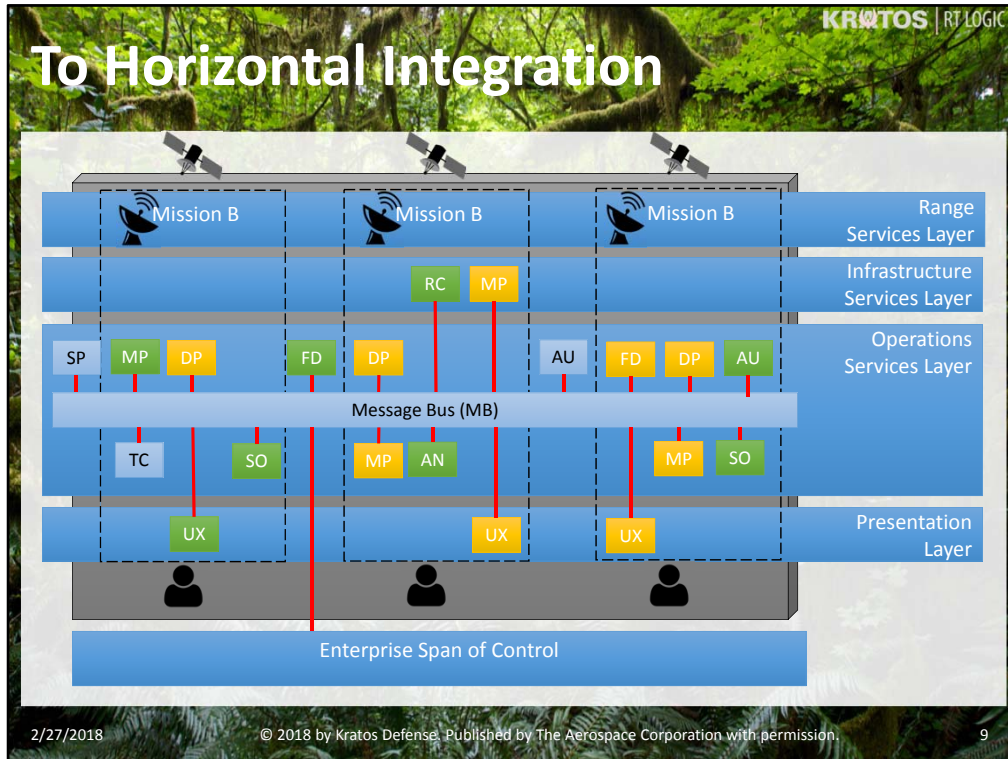 KRATOS | RT LOGIC
To Horizontal Integration
Mission B
Mission B
Mission B
Range
Services Layer
RC
MP
Infrastructure
Services Layer
SP
MP
DP
FD
DP
AU
FD
DP
AU
Operations
Services Layer
Message Bus (MB)
TC
SO
MP
AN
MP
SO
UX
UX
UX
Presentation
Layer
Enterprise Span of Control
2/27/2018
© 2018 by Kratos Defense. Published by The Aerospace Corporation with permission.
9